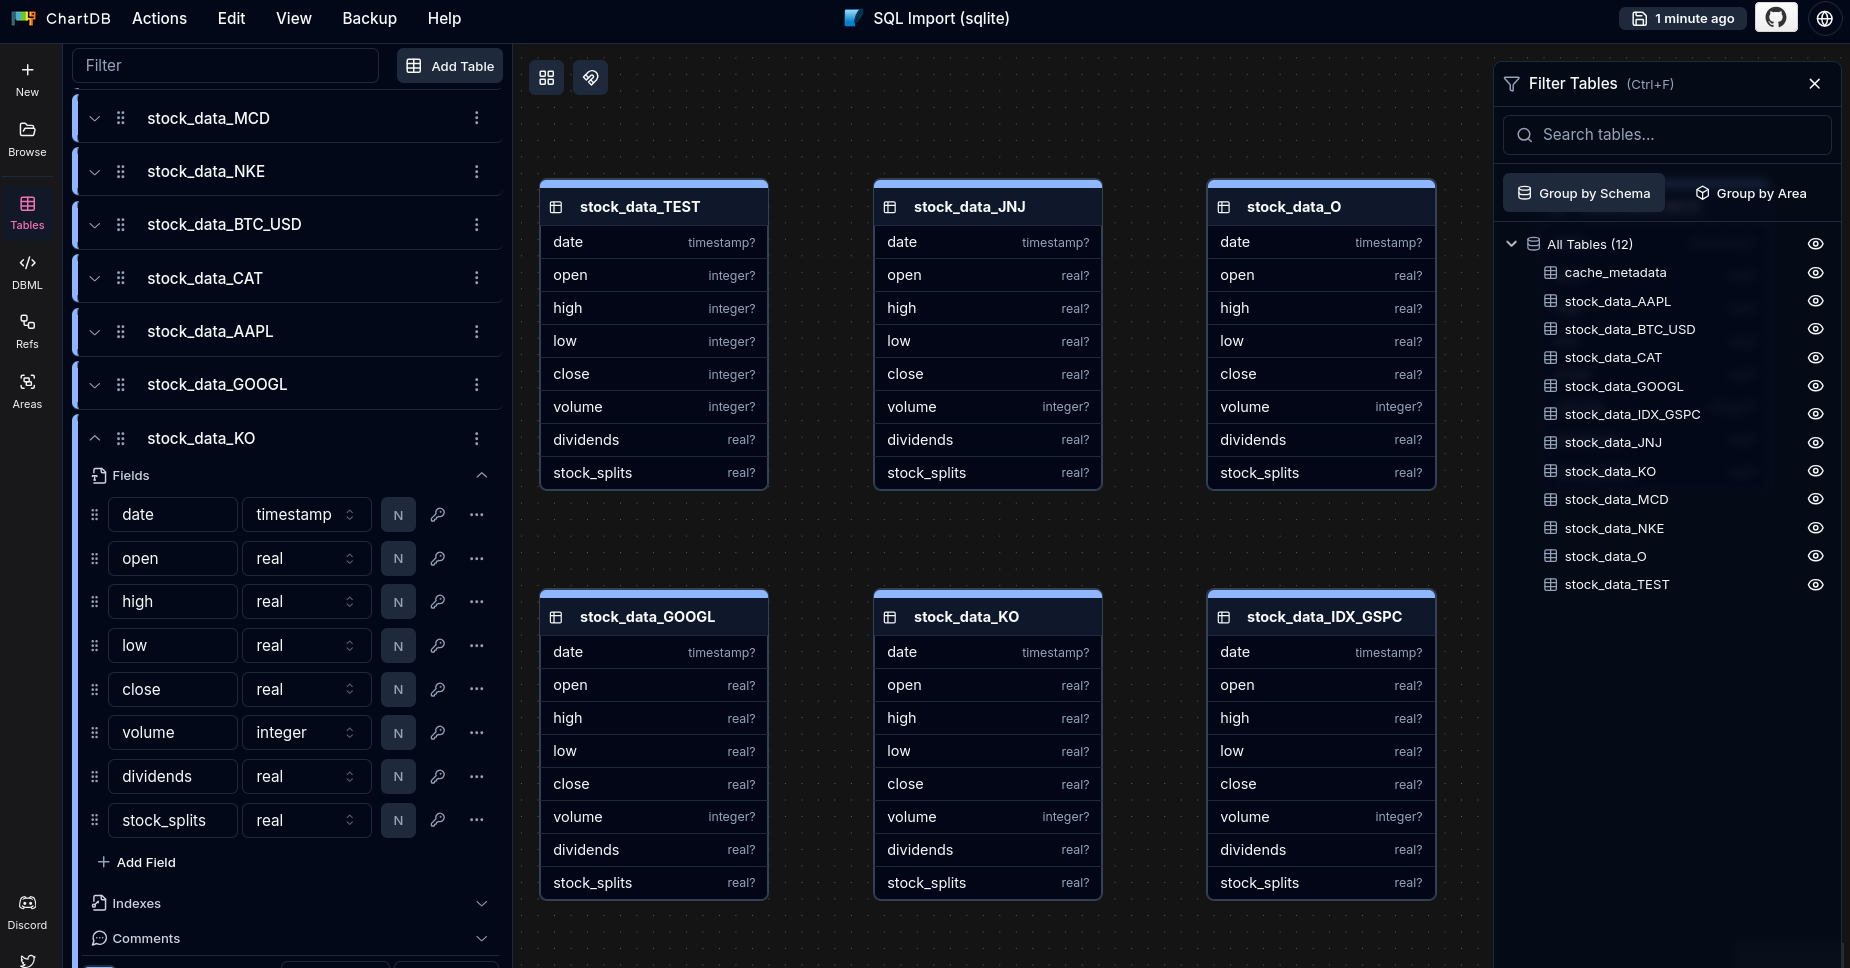 ChartDB Actions Edit View Backup Help
SQL Import (sqlite)
1 minute ago
New
Browse
Tables
DBML
Refs
Areas
Discord
Filter
Add Table
stock_data_MCD
stock_data_NKE
stock_data_BTC_USD
stock_data_CAT
stock_data_AAPL
stock_data_GOOGL
stock_data_KO
Fields
date timestamp N
open real N
high real N
low real N
close real N
volume integer N
dividends real N
stock_splits real N
Add Field
Indexes
Comments
stock_data_TEST
date timestamp?
open integer?
high integer?
low integer?
close integer?
volume integer?
dividends real?
stock_splits real?
stock_data_JNJ
date timestamp?
open real?
high real?
low real?
close real?
volume integer?
dividends real?
stock_splits real?
stock_data_O
date timestamp?
open real?
high real?
low real?
close real?
volume integer?
dividends real?
stock_splits real?
stock_data_GOOGL
date timestamp?
open real?
high real?
low real?
close real?
volume integer?
dividends real?
stock_splits real?
stock_data_KO
date timestamp?
open real?
high real?
low real?
close real?
volume integer?
dividends real?
stock_splits real?
stock_data_IDX_GSPC
date timestamp?
open real?
high real?
low real?
close real?
volume integer?
dividends real?
stock_splits real?
Filter Tables (Ctrl+F)
Search tables...
Group by Schema Group by Area
All Tables (12)
cache_metadata
stock_data_AAPL
stock_data_BTC_USD
stock_data_CAT
stock_data_GOOGL
stock_data_IDX_GSPC
stock_data_JNJ
stock_data_KO
stock_data_MCD
stock_data_NKE
stock_data_O
stock_data_TEST